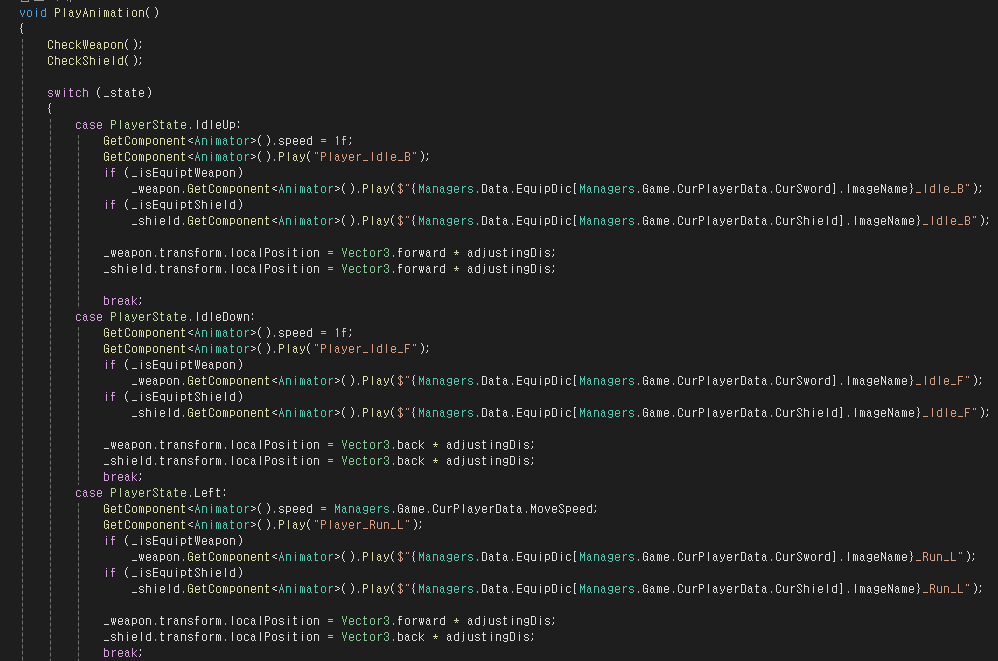 void PlayAnimation()
{
    CheckWeapon();
    CheckShield();

    switch (_state)
    {
        case PlayerState.IdleUp:
            GetComponent<Animator>().speed = 1f;
            GetComponent<Animator>().Play("Player_Idle_B");
            if (_isEquiptWeapon)
                _weapon.GetComponent<Animator>().Play($"{Managers.Data.EquipDic[Managers.Game.CurPlayerData.CurSword].ImageName}_Idle_B");
            if (_isEquiptShield)
                _shield.GetComponent<Animator>().Play($"{Managers.Data.EquipDic[Managers.Game.CurPlayerData.CurShield].ImageName}_Idle_B");

            _weapon.transform.localPosition = Vector3.forward * adjustingDis;
            _shield.transform.localPosition = Vector3.forward * adjustingDis;

            break;
        case PlayerState.IdleDown:
            GetComponent<Animator>().speed = 1f;
            GetComponent<Animator>().Play("Player_Idle_F");
            if (_isEquiptWeapon)
                _weapon.GetComponent<Animator>().Play($"{Managers.Data.EquipDic[Managers.Game.CurPlayerData.CurSword].ImageName}_Idle_F");
            if (_isEquiptShield)
                _shield.GetComponent<Animator>().Play($"{Managers.Data.EquipDic[Managers.Game.CurPlayerData.CurShield].ImageName}_Idle_F");

            _weapon.transform.localPosition = Vector3.back * adjustingDis;
            _shield.transform.localPosition = Vector3.back * adjustingDis;
            break;
        case PlayerState.Left:
            GetComponent<Animator>().speed = Managers.Game.CurPlayerData.MoveSpeed;
            GetComponent<Animator>().Play("Player_Run_L");
            if (_isEquiptWeapon)
                _weapon.GetComponent<Animator>().Play($"{Managers.Data.EquipDic[Managers.Game.CurPlayerData.CurSword].ImageName}_Run_L");
            if (_isEquiptShield)
                _shield.GetComponent<Animator>().Play($"{Managers.Data.EquipDic[Managers.Game.CurPlayerData.CurShield].ImageName}_Run_L");

            _weapon.transform.localPosition = Vector3.forward * adjustingDis;
            _shield.transform.localPosition = Vector3.back * adjustingDis;
            break;